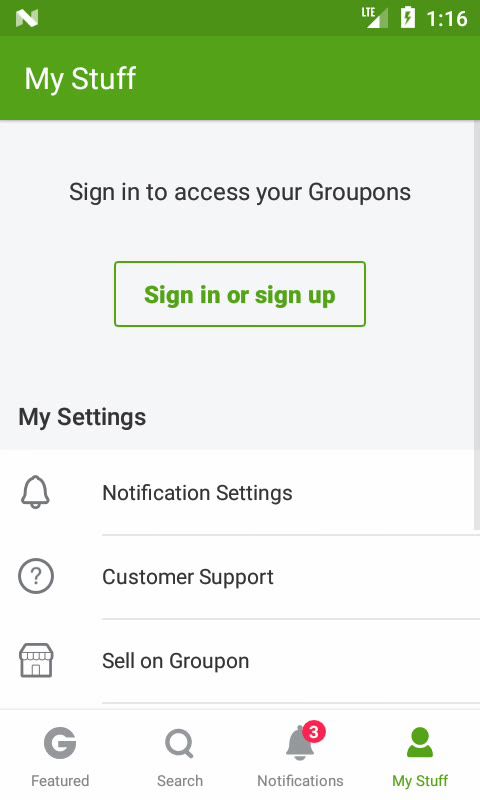 LTE 1:16
My Stuff
Sign in to access your Groupons
Sign in or sign up
My Settings
Notification Settings
? Customer Support
Sell on Groupon
G 3
Featured Search Notifications My Stuff